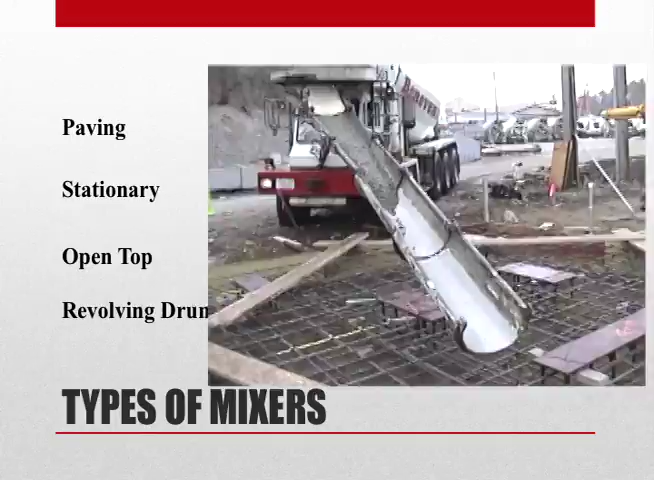 Paving
Stationary
Open Top
Revolving Drum
TYPES OF MIXERS